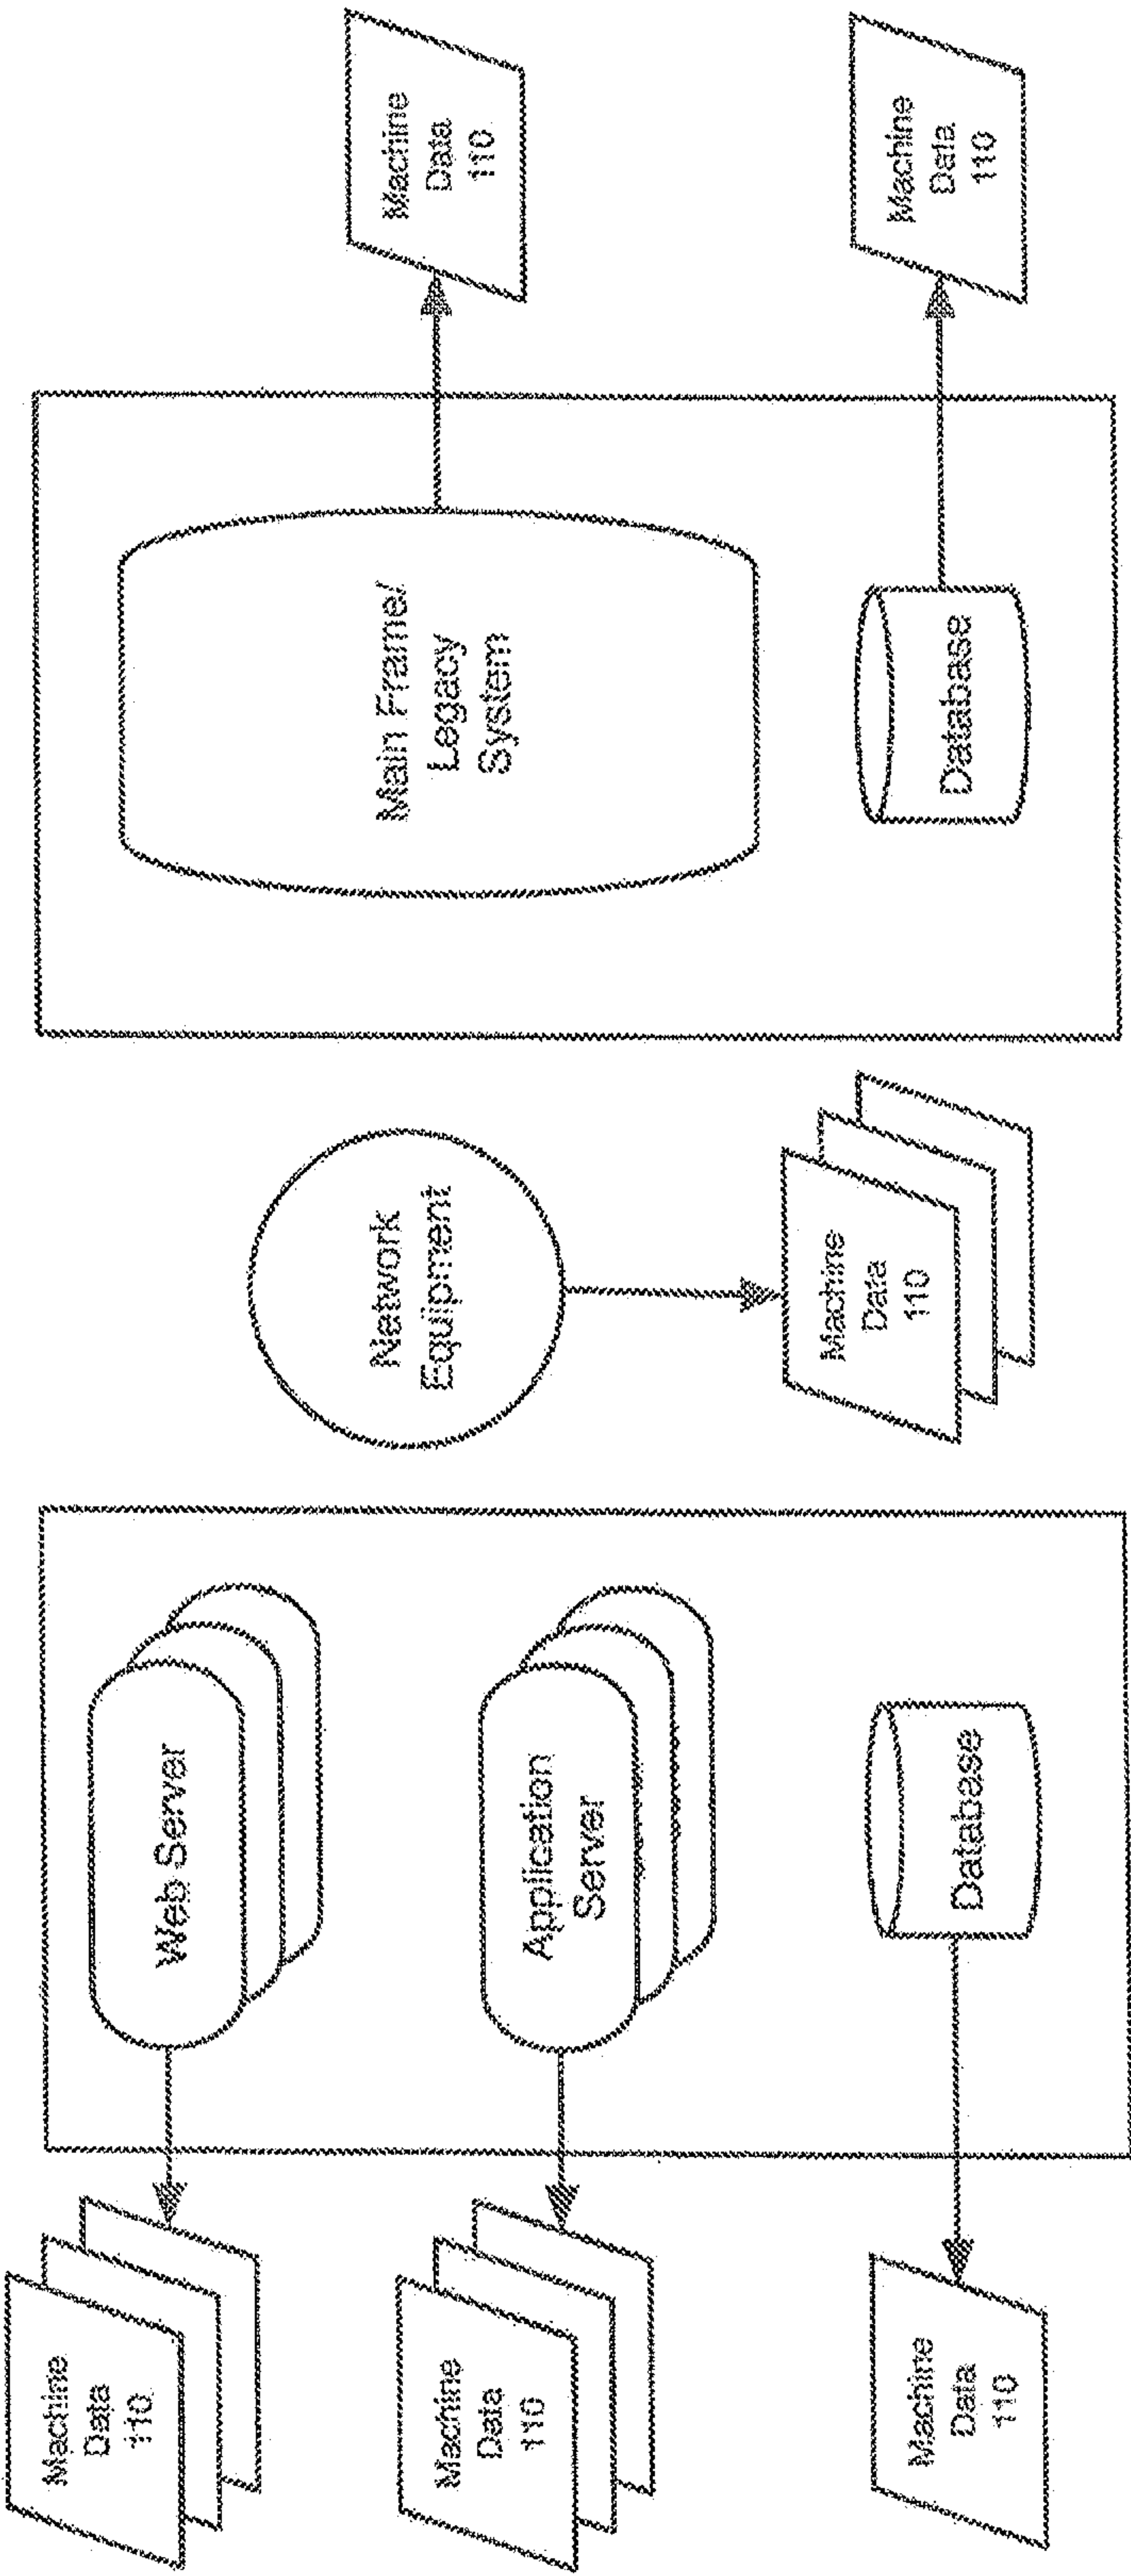 Machine
Data
110
Web Server
Network
Equipment
Main Frame/
Legacy
System
Machine
Data
110
Machine
Data
110
Application
Server
Machine
Data
110
Database
Machine
Data
110
Database
Machine
Data
110